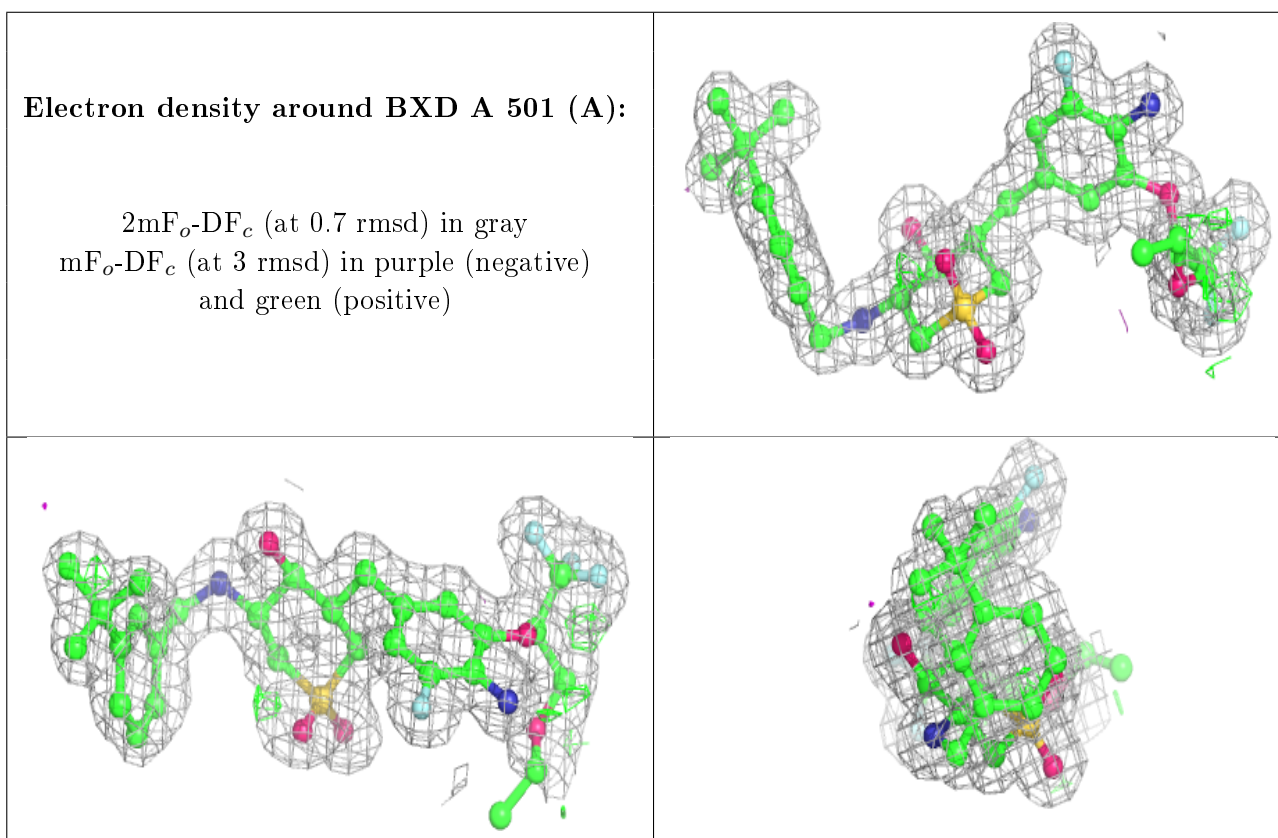 Electron density around BXD A 501 (A):
2mFo-DFc (at 0.7 rmsd) in gray
mFo-DFc (at 3 rmsd) in purple (negative)
and green (positive)